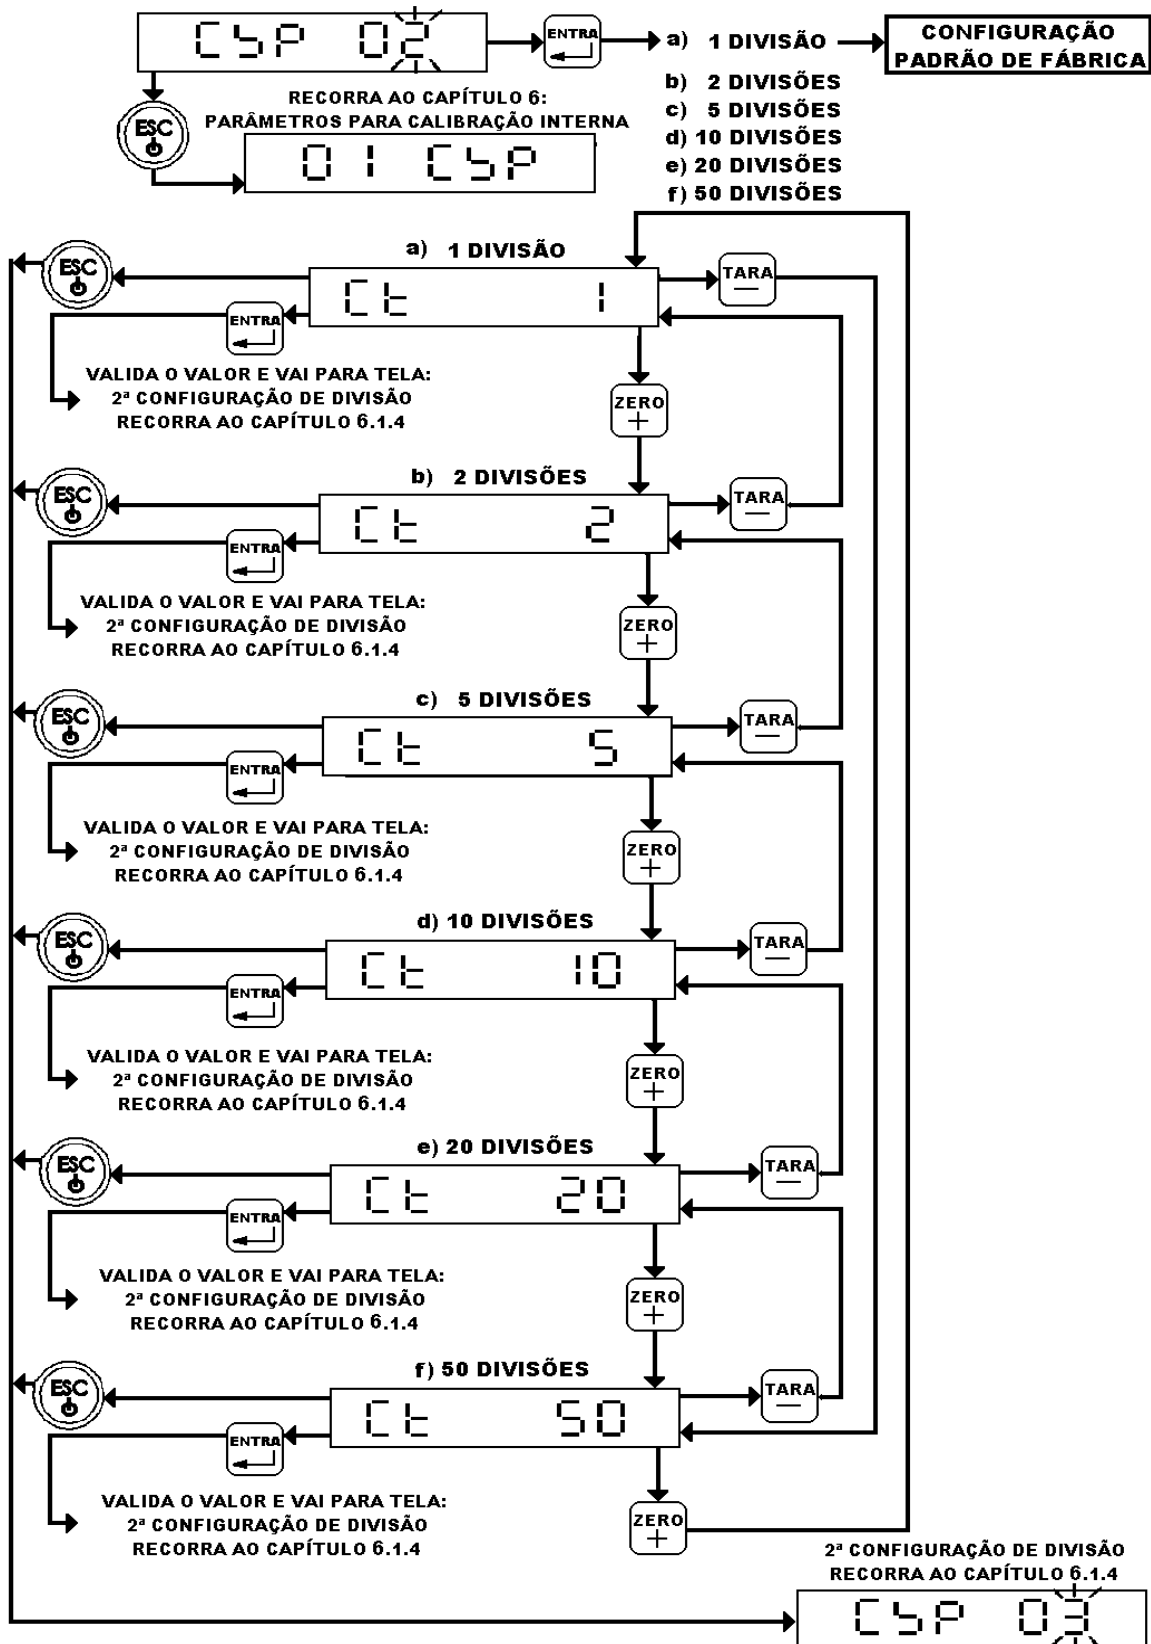 CSP 02
ENTRA
a) 1 DIVISÃO
CONFIGURAÇÃO
PADRÃO DE FÁBRICA
b) 2 DIVISÕES
c) 5 DIVISÕES
d) 10 DIVISÕES
e) 20 DIVISÕES
f) 50 DIVISÕES
ESC
RECORRA AO CAPÍTULO 6:
PARÂMETROS PARA CALIBRAÇÃO INTERNA
01 CSP
a) 1 DIVISÃO
ESC
Ct 1
TARA
—
ENTRA
VALIDA O VALOR E VAI PARA TELA:
2ª CONFIGURAÇÃO DE DIVISÃO
RECORRA AO CAPÍTULO 6.1.4
ZERO
+
b) 2 DIVISÕES
ESC
Ct 2
TARA
—
ENTRA
VALIDA O VALOR E VAI PARA TELA:
2ª CONFIGURAÇÃO DE DIVISÃO
RECORRA AO CAPÍTULO 6.1.4
ZERO
+
c) 5 DIVISÕES
ESC
Ct 5
TARA
—
ENTRA
VALIDA O VALOR E VAI PARA TELA:
2ª CONFIGURAÇÃO DE DIVISÃO
RECORRA AO CAPÍTULO 6.1.4
ZERO
+
d) 10 DIVISÕES
ESC
Ct 10
TARA
—
ENTRA
VALIDA O VALOR E VAI PARA TELA:
2ª CONFIGURAÇÃO DE DIVISÃO
RECORRA AO CAPÍTULO 6.1.4
ZERO
+
e) 20 DIVISÕES
ESC
Ct 20
TARA
—
ENTRA
VALIDA O VALOR E VAI PARA TELA:
2ª CONFIGURAÇÃO DE DIVISÃO
RECORRA AO CAPÍTULO 6.1.4
ZERO
+
f) 50 DIVISÕES
ESC
Ct 50
TARA
—
ENTRA
VALIDA O VALOR E VAI PARA TELA:
2ª CONFIGURAÇÃO DE DIVISÃO
RECORRA AO CAPÍTULO 6.1.4
ZERO
+
2ª CONFIGURAÇÃO DE DIVISÃO
RECORRA AO CAPÍTULO 6.1.4
CSP 03